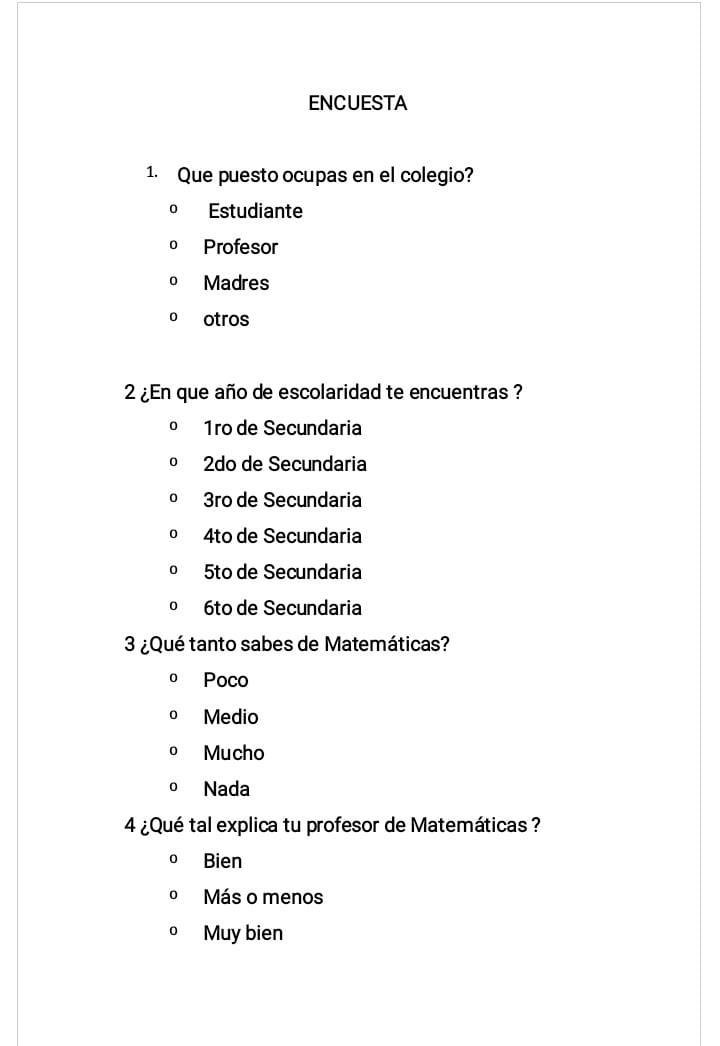 ENCUESTA
1. Que puesto ocupas en el colegio?
o Estudiante
o Profesor
o Madres
o otros
2 ¿En que año de escolaridad te encuentras ?
o 1ro de Secundaria
o 2do de Secundaria
o 3ro de Secundaria
o 4to de Secundaria
o 5to de Secundaria
o 6to de Secundaria
3 ¿Qué tanto sabes de Matemáticas?
o Poco
o Medio
o Mucho
o Nada
4 ¿Qué tal explica tu profesor de Matemáticas ?
o Bien
o Más o menos
o Muy bien